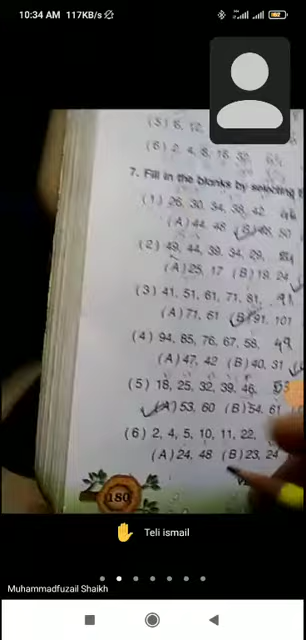 10:34 AM 117KB/s
(5) 6, 12,
(6) 2, 4, 8, 16, 32,
7. Fill in the blanks by selecting
(1) 26, 30, 34, 38, 42
(A) 44, 48 (B) 46, 50
(2) 49, 44, 39, 34, 29,
(A) 25, 17 (B) 19, 24
(3) 41, 51, 61, 71, 81,
(A) 71, 61 (B) 91, 101
(4) 94, 85, 76, 67, 58, 49
(A) 47, 42 (B) 40, 31
(5) 18, 25, 32, 39, 46, 53
(A) 53, 60 (B) 54, 61
(6) 2, 4, 5, 10, 11, 22,
(A) 24, 48 (B) 23, 24
180
Teli ismail
Muhammadfuzail Shaikh